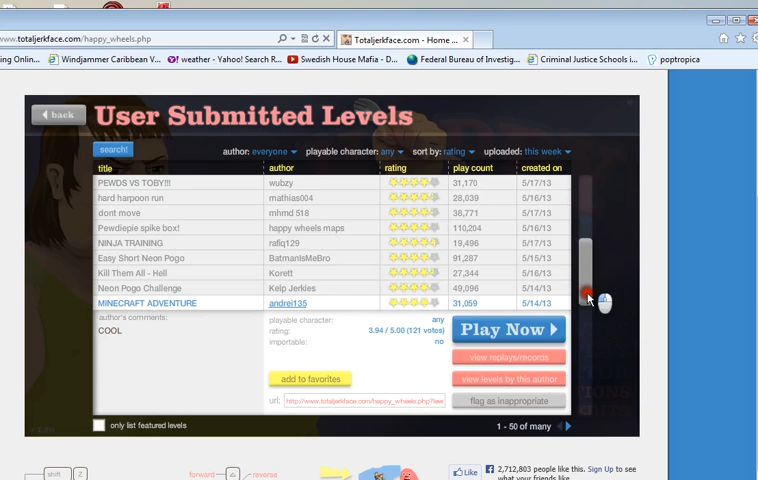 www.totaljerkface.com/happy_wheels.php
Totaljerkface.com - Home ...
ing Online...
Windjammer Caribbean V...
weather - Yahoo! Search R...
Swedish House Mafia - D...
Federal Bureau of Investig...
Criminal Justice Schools i...
poptropica
back
User Submitted Levels
search!
author: everyone
playable character: any
sort by: rating
uploaded: this week
title author rating play count created on
PEWDS VS TOBY!!! wubzy 31,170 5/17/13
hard harpoon run mathias004 28,039 5/16/13
dont move mhmd 518 38,771 5/17/13
Pewdiepie spike box! happy wheels maps 110,204 5/16/13
NINJA TRAINING rafiq129 19,496 5/17/13
Easy Short Neon Pogo BatmanIsMeBro 91,287 5/15/13
Kill Them All - Hell Korett 27,344 5/16/13
Neon Pogo Challenge Kelp Jerkies 49,096 5/14/13
MINECRAFT ADVENTURE andrei135 31,059 5/14/13
author's comments:
COOL
playable character: any
rating: 3.94 / 5.00 (121 votes)
importable: no
Play Now
view replays/records
add to favorites
view levels by this author
url: http://www.totaljerkface.com/happy_wheels.php?leve
flag as inappropriate
only list featured levels
1 - 50 of many
shift Z
forward
reverse
Like
2,712,803 people like this. Sign Up to see
what your friends like.